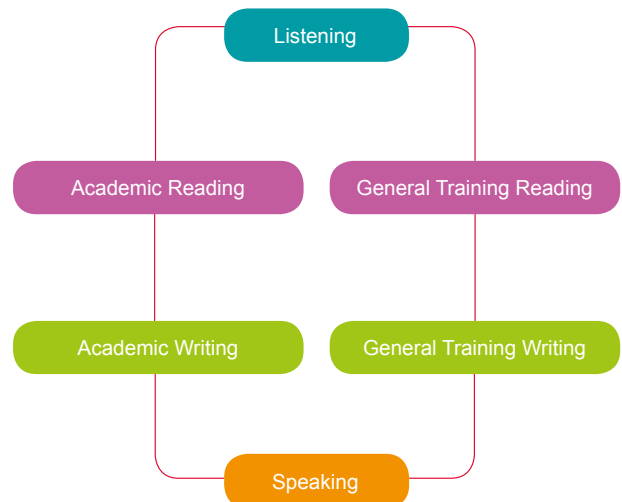 Listening
Academic Reading
General Training Reading
Academic Writing
General Training Writing
Speaking